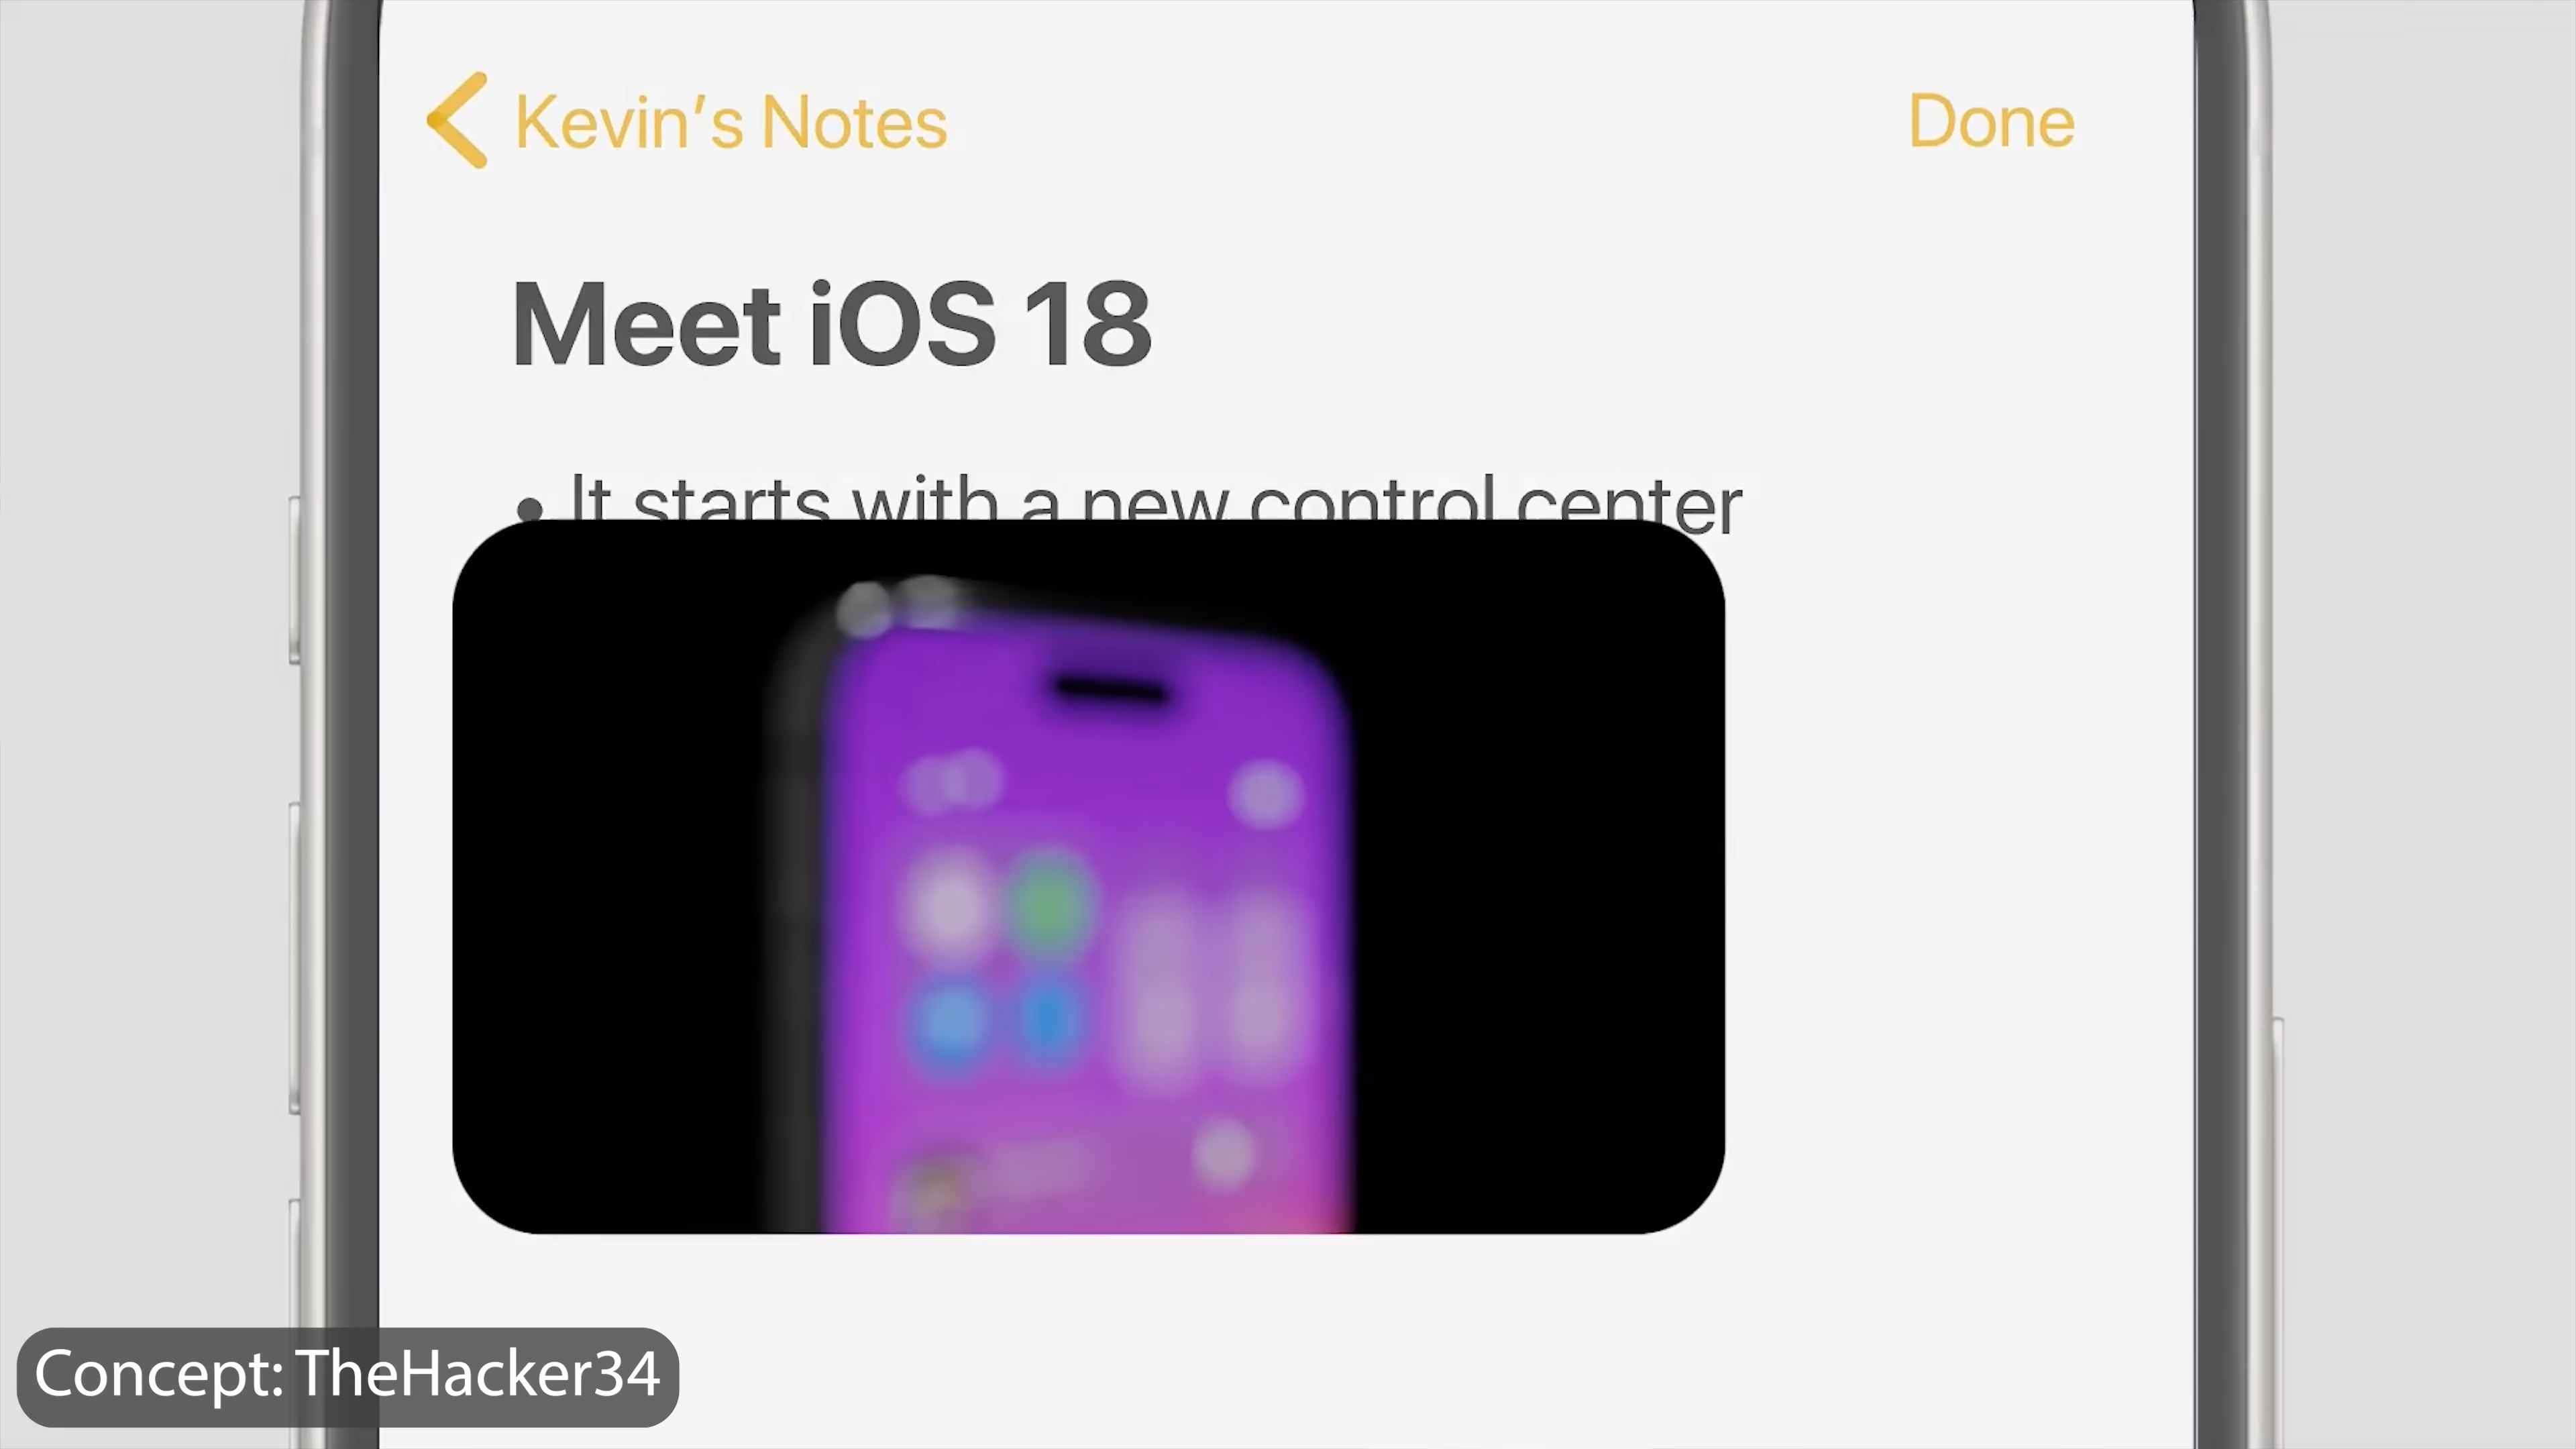 Kevin’s Notes
Done
Meet iOS 18
• It starts with a new control center
Concept: TheHacker34